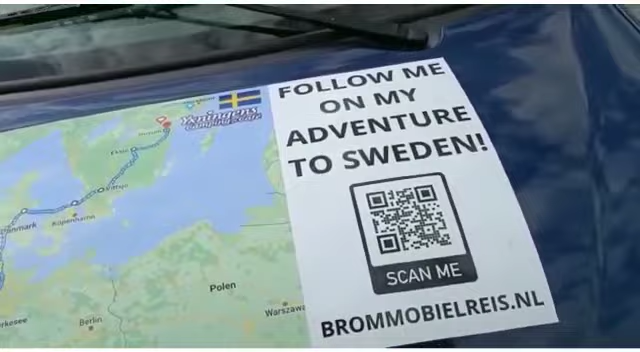 FOLLOW ME
ON MY
ADVENTURE
TO SWEDEN!
SCAN ME
BROMMOBIELREIS.NL
Kopenhagen
Polen
Berlin
Warszawa